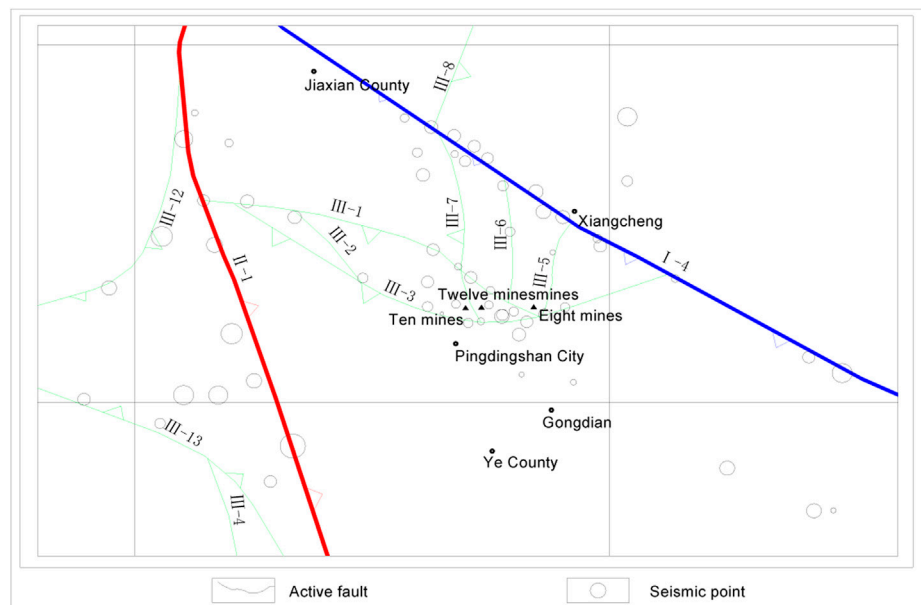 III-8
Jiaxian County
III-12
III-1
III-7
III-6
Xiangcheng
III-2
II-1
III-5
I-4
III-3
Twelve minesmines
Ten mines
Eight mines
Pingdingshan City
Gongdian
III-13
Ye County
III-4
Active fault
Seismic point